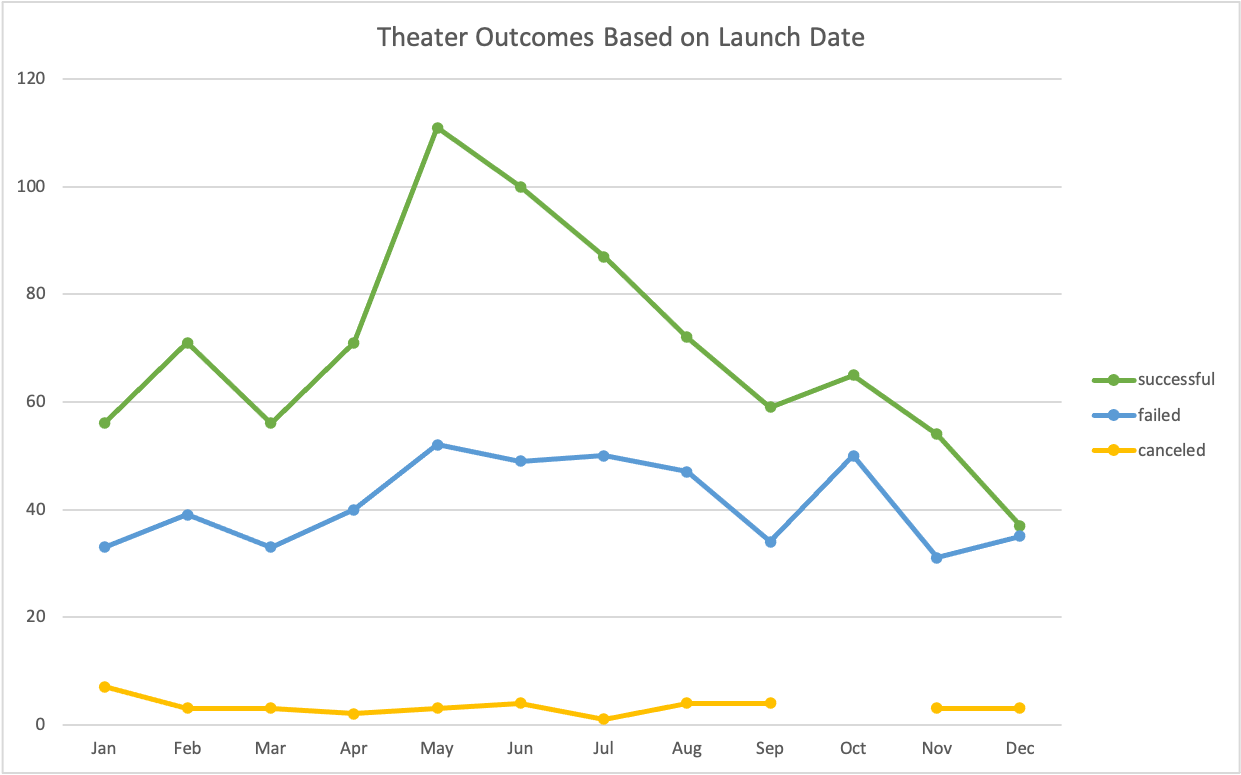 Theater Outcomes Based on Launch Date
120
100
80
60
40
20
0
Jan Feb Mar Apr May Jun Jul Aug Sep Oct Nov Dec
successful
failed
canceled